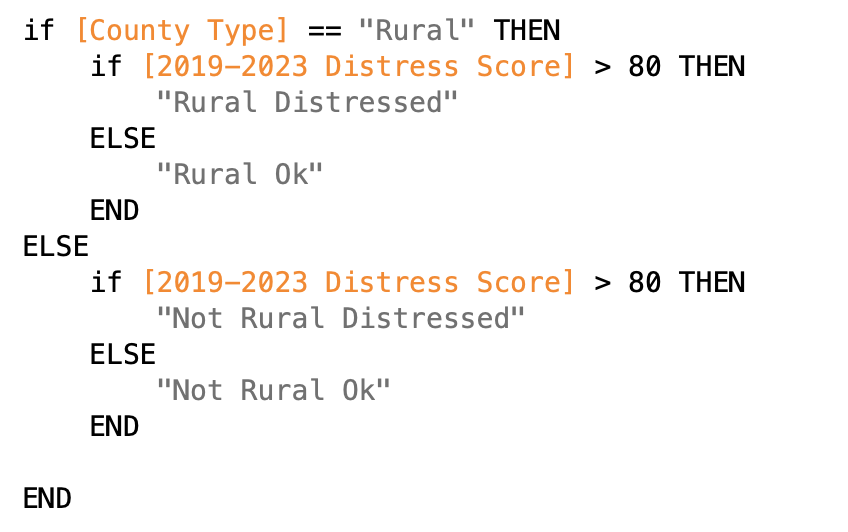 if [County Type] == "Rural" THEN
    if [2019–2023 Distress Score] > 80 THEN
        "Rural Distressed"
    ELSE
        "Rural Ok"
    END
ELSE
    if [2019–2023 Distress Score] > 80 THEN
        "Not Rural Distressed"
    ELSE
        "Not Rural Ok"
    END

END